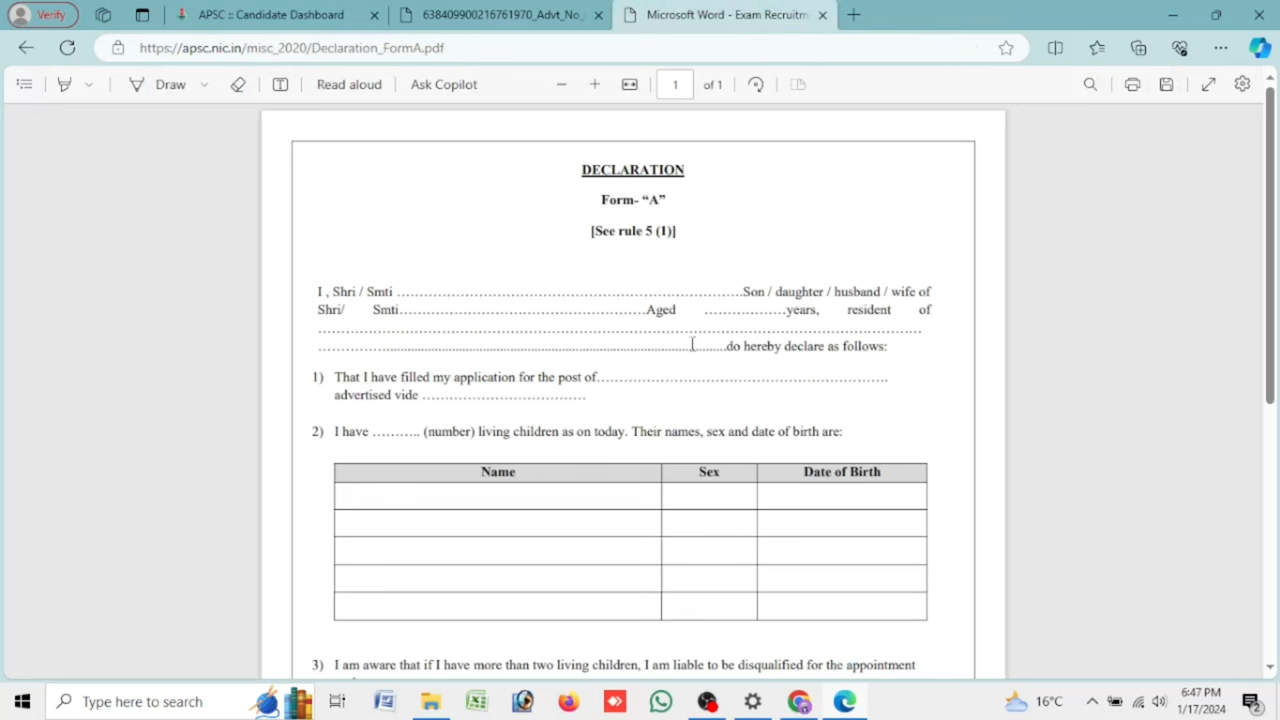 Verify
APSC :: Candidate Dashboard
638409900216761970_Advt_No_
Microsoft Word - Exam Recruitm
https://apsc.nic.in/misc_2020/Declaration_FormA.pdf
Draw
Read aloud
Ask Copilot
1
of 1
DECLARATION
Form- “A”
[See rule 5 (1)]
I , Shri / Smti ……………………………………………………………………Son / daughter / husband / wife of
Shri/ Smti………………………………………………Aged ………………years, resident of
……………………………………………………………………………………………………………………
……………..............................................................................do hereby declare as follows:
1) That I have filled my application for the post of…………………………………………………………
advertised vide ………………………………
2) I have ……….. (number) living children as on today. Their names, sex and date of birth are:
Name Sex Date of Birth
3) I am aware that if I have more than two living children, I am liable to be disqualified for the appointment
Type here to search
16°C
6:47 PM
1/17/2024
2